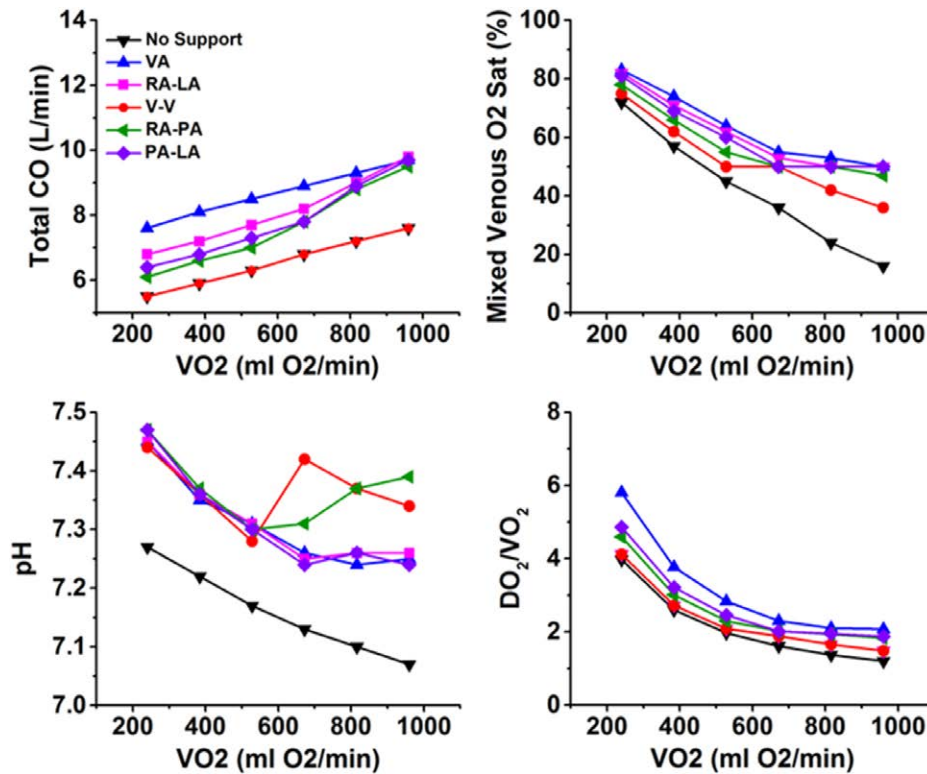 14
12
10
8
6
Total CO (L/min)
No Support
VA
RA-LA
V-V
RA-PA
PA-LA
200 400 600 800 1000
VO2 (ml O2/min)
100
80
60
40
20
0
Mixed Venous O2 Sat (%)
200 400 600 800 1000
VO2 (ml O2/min)
7.5
7.4
7.3
7.2
7.1
7.0
pH
200 400 600 800 1000
VO2 (ml O2/min)
8
6
4
2
0
DO₂/VO₂
200 400 600 800 1000
VO2 (ml O2/min)